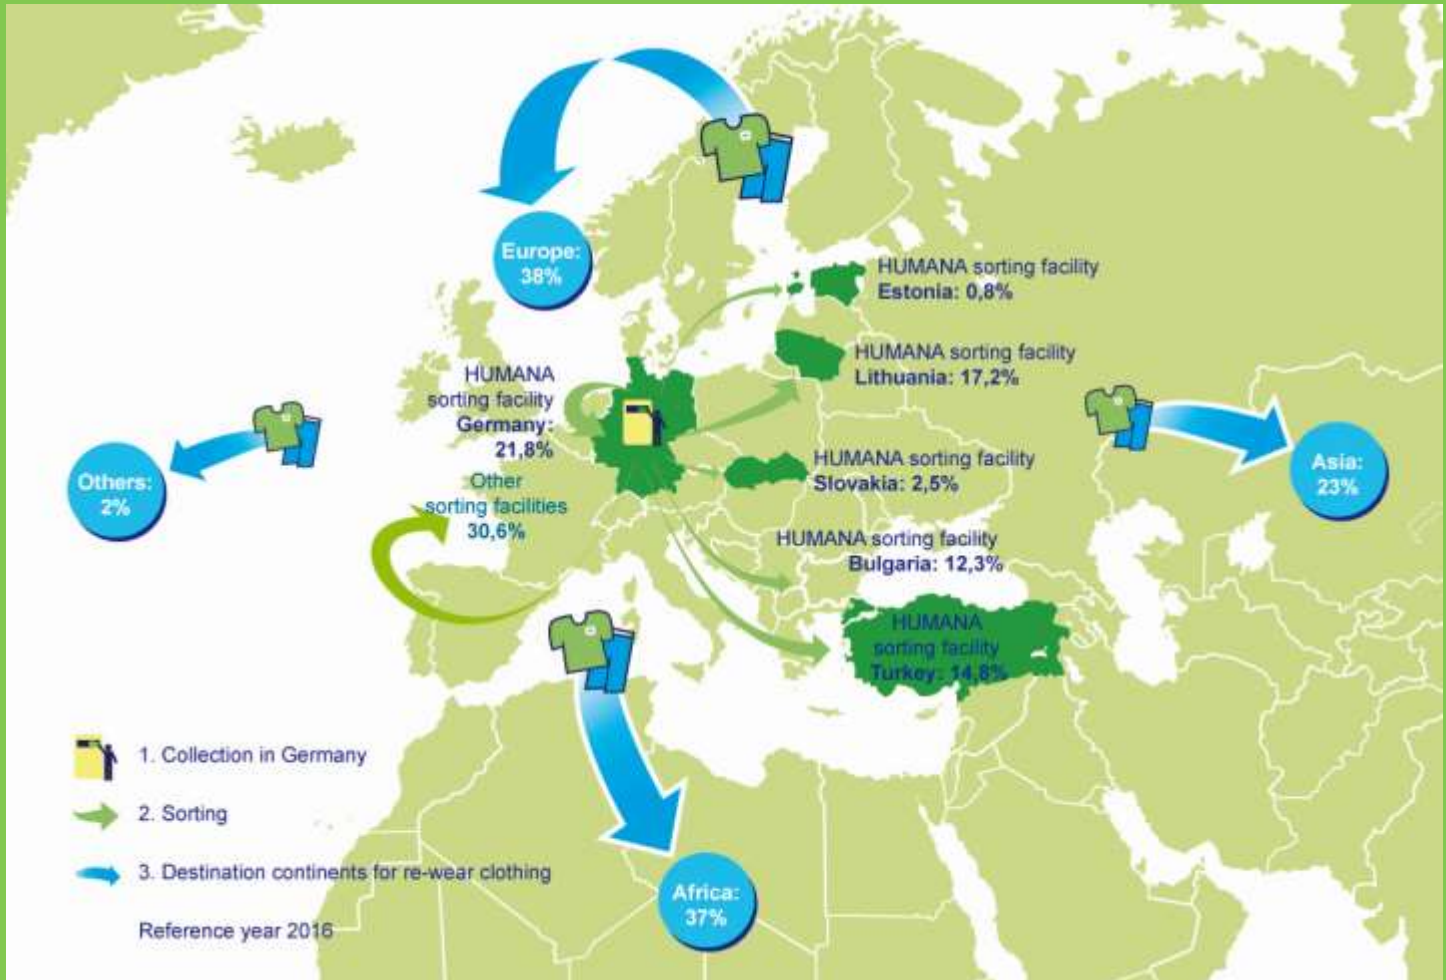 Europe:
38%
HUMANA sorting facility
Estonia: 0,8%
HUMANA sorting facility
Lithuania: 17,2%
HUMANA
sorting facility
Germany:
21,8%
Other
sorting facilities
30,6%
HUMANA sorting facility
Slovakia: 2,5%
HUMANA sorting facility
Bulgaria: 12,3%
HUMANA
sorting facility
Turkey: 14,8%
Others:
2%
Asia:
23%
Africa:
37%
1. Collection in Germany
2. Sorting
3. Destination continents for re-wear clothing
Reference year 2016